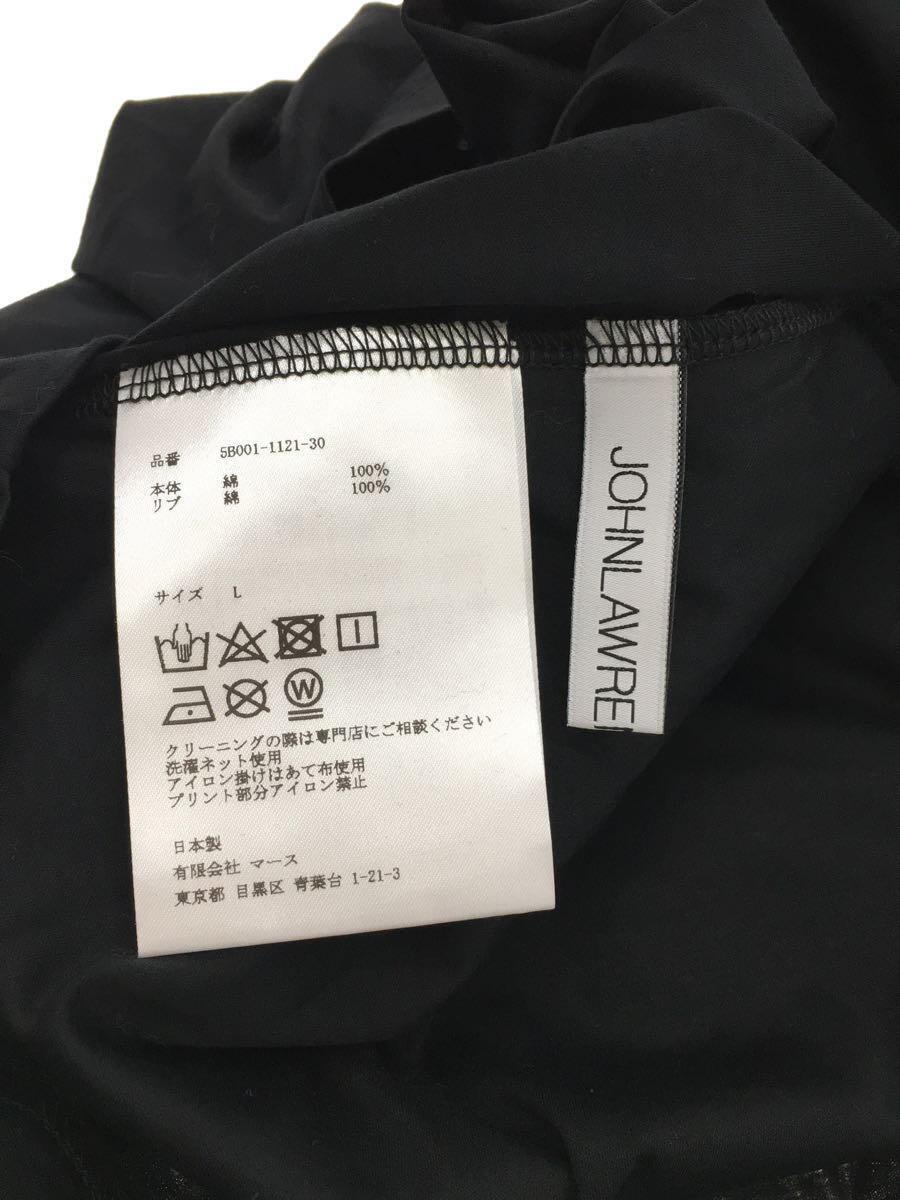 品番 5B001-1121-30
本体 綿 100%
リブ 綿 100%
サイズ L
W
クリーニングの際は専門店にご相談ください
洗濯ネット使用
アイロン掛けはあて布使用
プリント部分アイロン禁止
日本製
有限会社 マース
東京都 目黒区 青葉台 1-21-3
JOHNLAWRE